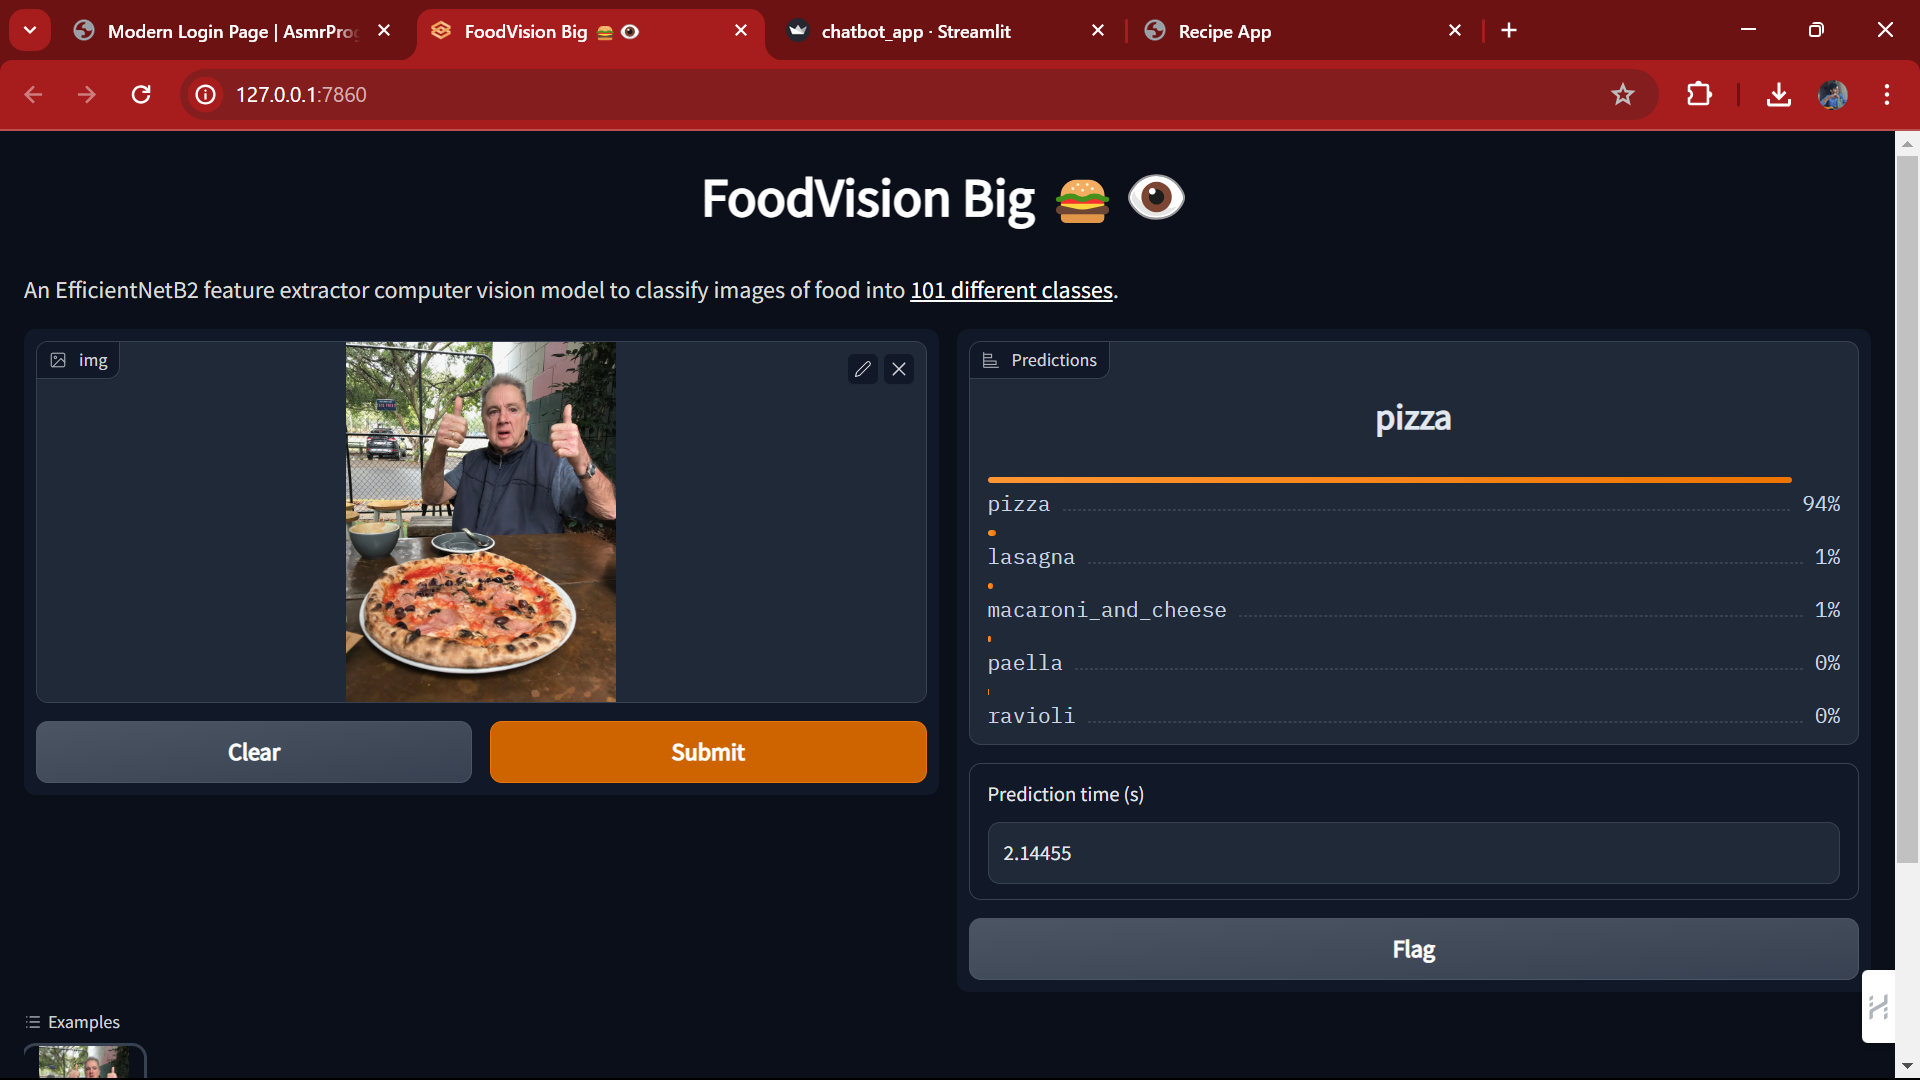 Modern Login Page | AsmrProg
FoodVision Big 🍔 👁
chatbot_app · Streamlit
Recipe App
127.0.0.1:7860
FoodVision Big 🍔 👁
An EfficientNetB2 feature extractor computer vision model to classify images of food into 101 different classes.
img
Clear
Submit
Predictions
pizza
pizza 94%
lasagna 1%
macaroni_and_cheese 1%
paella 0%
ravioli 0%
Prediction time (s)
2.14455
Flag
Examples